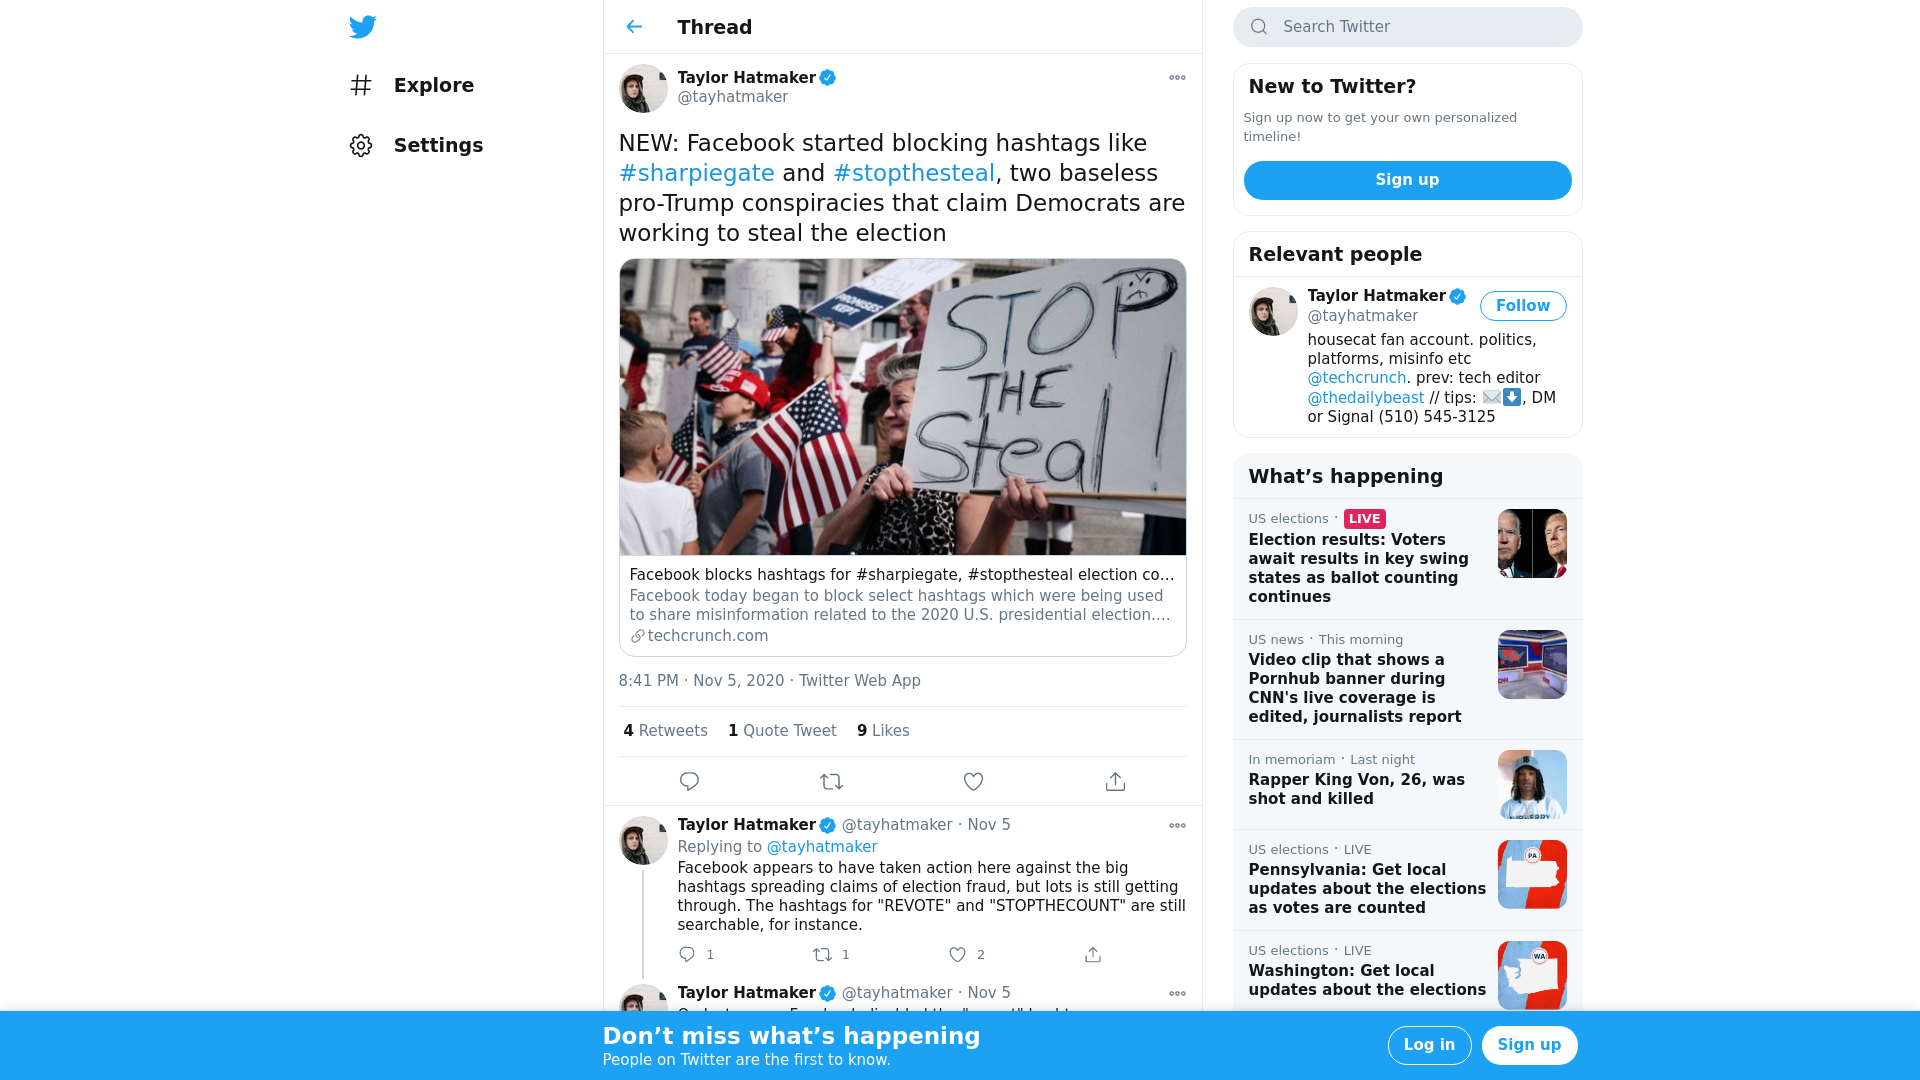 Explore
Settings
Thread
Taylor Hatmaker
@tayhatmaker
NEW: Facebook started blocking hashtags like
#sharpiegate and #stopthesteal, two baseless
pro-Trump conspiracies that claim Democrats are
working to steal the election
STOP
THE
PROMISES
KEPT
STOP
THE
Steal!
Facebook blocks hashtags for #sharpiegate, #stopthesteal election co…
Facebook today began to block select hashtags which were being used
to share misinformation related to the 2020 U.S. presidential election.…
techcrunch.com
8:41 PM · Nov 5, 2020 · Twitter Web App
4 Retweets 1 Quote Tweet 9 Likes
Taylor Hatmaker @tayhatmaker · Nov 5
Replying to @tayhatmaker
Facebook appears to have taken action here against the big
hashtags spreading claims of election fraud, but lots is still getting
through. The hashtags for "REVOTE" and "STOPTHECOUNT" are still
searchable, for instance.
1 1 2
Taylor Hatmaker @tayhatmaker · Nov 5
Search Twitter
New to Twitter?
Sign up now to get your own personalized
timeline!
Sign up
Relevant people
Taylor Hatmaker
@tayhatmaker
Follow
housecat fan account. politics,
platforms, misinfo etc
@techcrunch. prev: tech editor
@thedailybeast // tips: ✉️⬇️, DM
or Signal (510) 545-3125
What’s happening
US elections · LIVE
Election results: Voters
await results in key swing
states as ballot counting
continues
US news · This morning
Video clip that shows a
Pornhub banner during
CNN's live coverage is
edited, journalists report
In memoriam · Last night
Rapper King Von, 26, was
shot and killed
US elections · LIVE
Pennsylvania: Get local
updates about the elections
as votes are counted
PA
US elections · LIVE
Washington: Get local
updates about the elections
WA
Don’t miss what’s happening
People on Twitter are the first to know.
Log in
Sign up